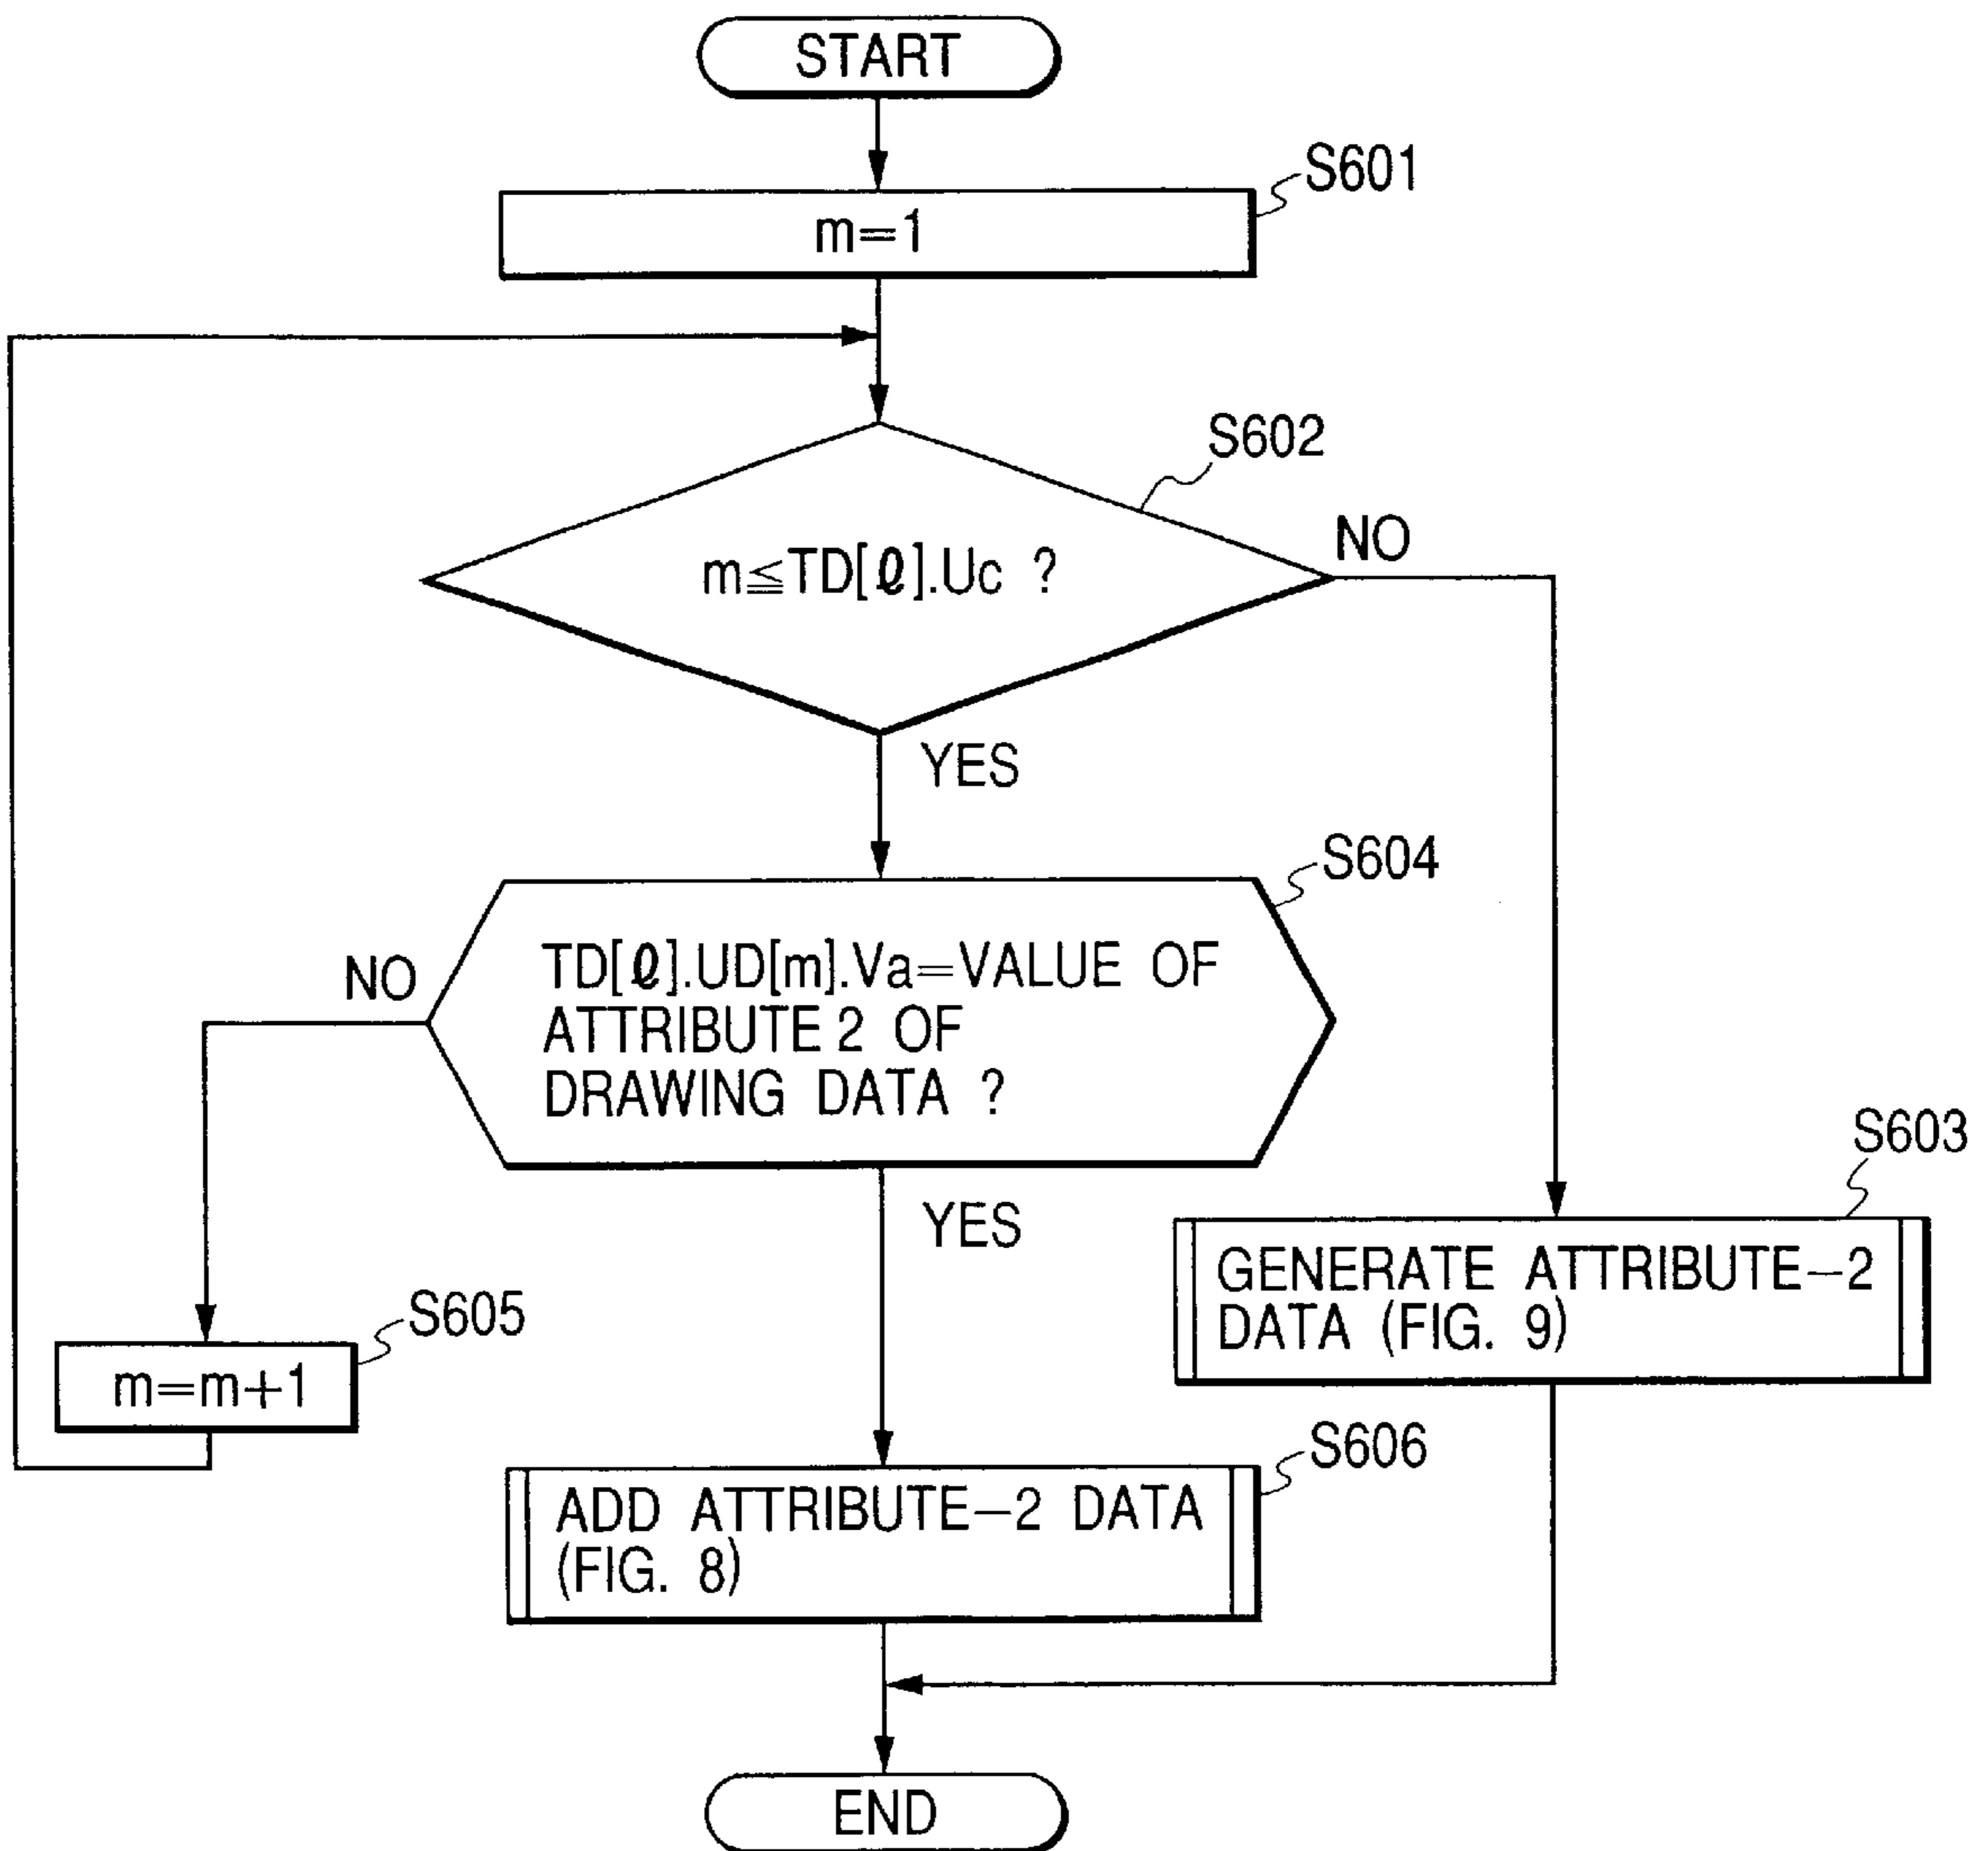 START
S601
m=1
S602
m≦TD[ℓ].Uc ?
NO
YES
S604
TD[ℓ].UD[m].Va=VALUE OF
ATTRIBUTE 2 OF
DRAWING DATA ?
NO
YES
S603
GENERATE ATTRIBUTE-2
DATA (FIG. 9)
S605
m=m+1
S606
ADD ATTRIBUTE-2 DATA
(FIG. 8)
END